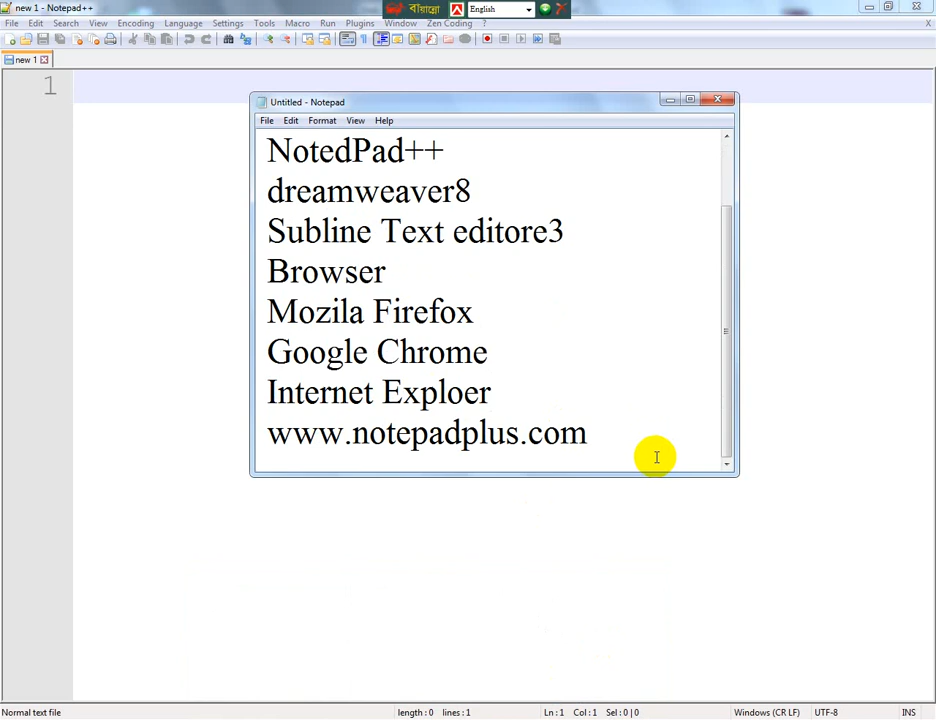 new 1 - Notepad++
বায়ান্নো
English
File Edit Search View Encoding Language Settings Tools Macro Run Plugins Window Zen Coding ?
X
new 1
1
Untitled - Notepad
File Edit Format View Help
NotedPad++
dreamweaver8
Subline Text editore3
Browser
Mozila Firefox
Google Chrome
Internet Exploer
www.notepadplus.com
Normal text file
length : 0 lines : 1
Ln : 1 Col : 1 Sel : 0 | 0
Windows (CR LF)
UTF-8
INS